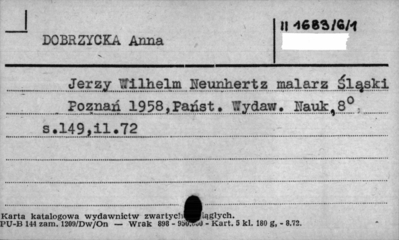 II 1683/6/1
DOBRZYCKA Anna
Jerzy Wilhelm Neunhertz malarz Śląski
Poznań 1958,Państ. Wydaw. Nauk,8°
s.149,il.72
Karta katalogowa wydawnictw zwartych
PU-B 144 zam. 1209/Dw/On — Wrak 898 - - Kart. 5 kl. 180 g, - 8.72.